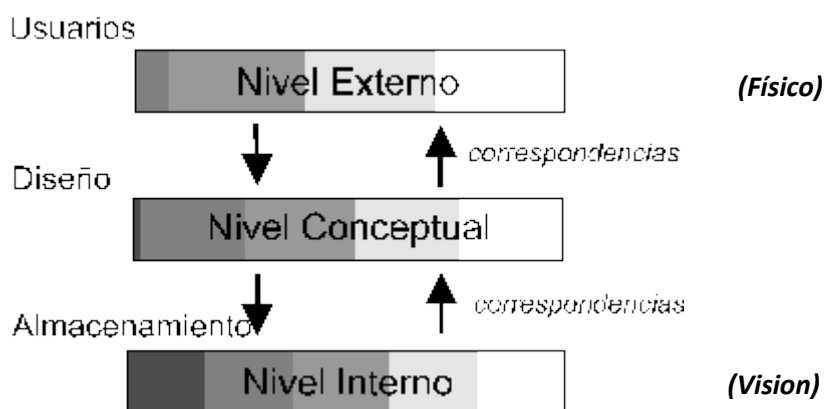 Usuarios
Nivel Externo
(Físico)
correspondencias
Diseño
Nivel Conceptual
correspondencias
Almacenamiento
Nivel Interno
(Vision)